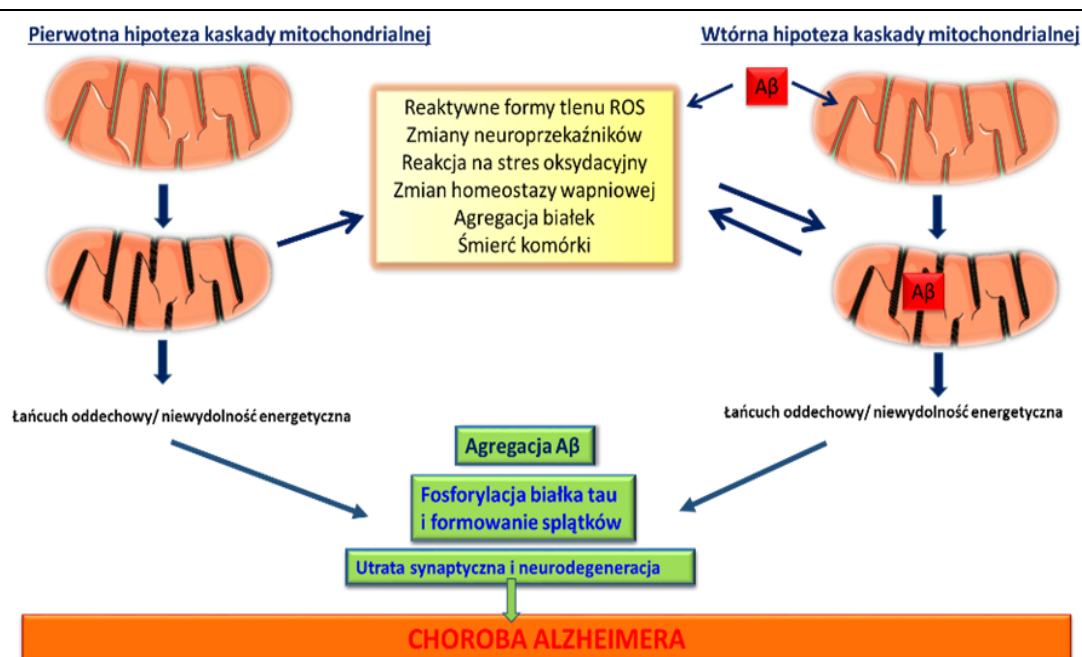 Pierwotna hipoteza kaskady mitochondrialnej
Wtórna hipoteza kaskady mitochondrialnej
Aβ
Reaktywne formy tlenu ROS
Zmiany neuroprzekaźników
Reakcja na stres oksydacyjny
Zmian homeostazy wapniowej
Agregacja białek
Śmierć komórki
Aβ
Łańcuch oddechowy/ niewydolność energetyczna
Łańcuch oddechowy/ niewydolność energetyczna
Agregacja Aβ
Fosforylacja białka tau
i formowanie splątków
Utrata synaptyczna i neurodegeneracja
CHOROBA ALZHEIMERA